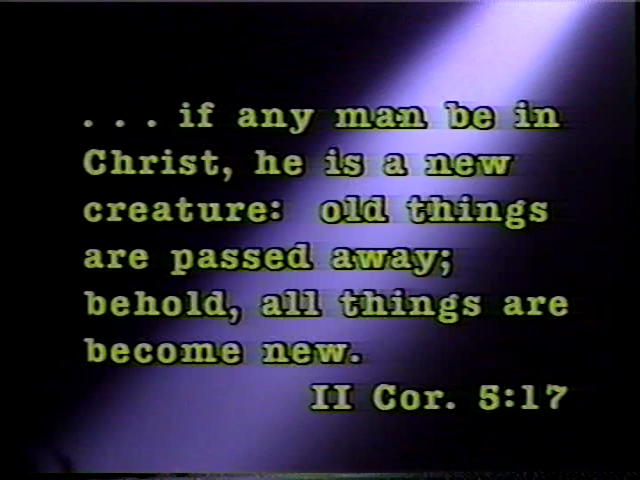 . . . if any man be in
Christ, he is a new
creature: old things
are passed away;
behold, all things are
become new.
II Cor. 5:17